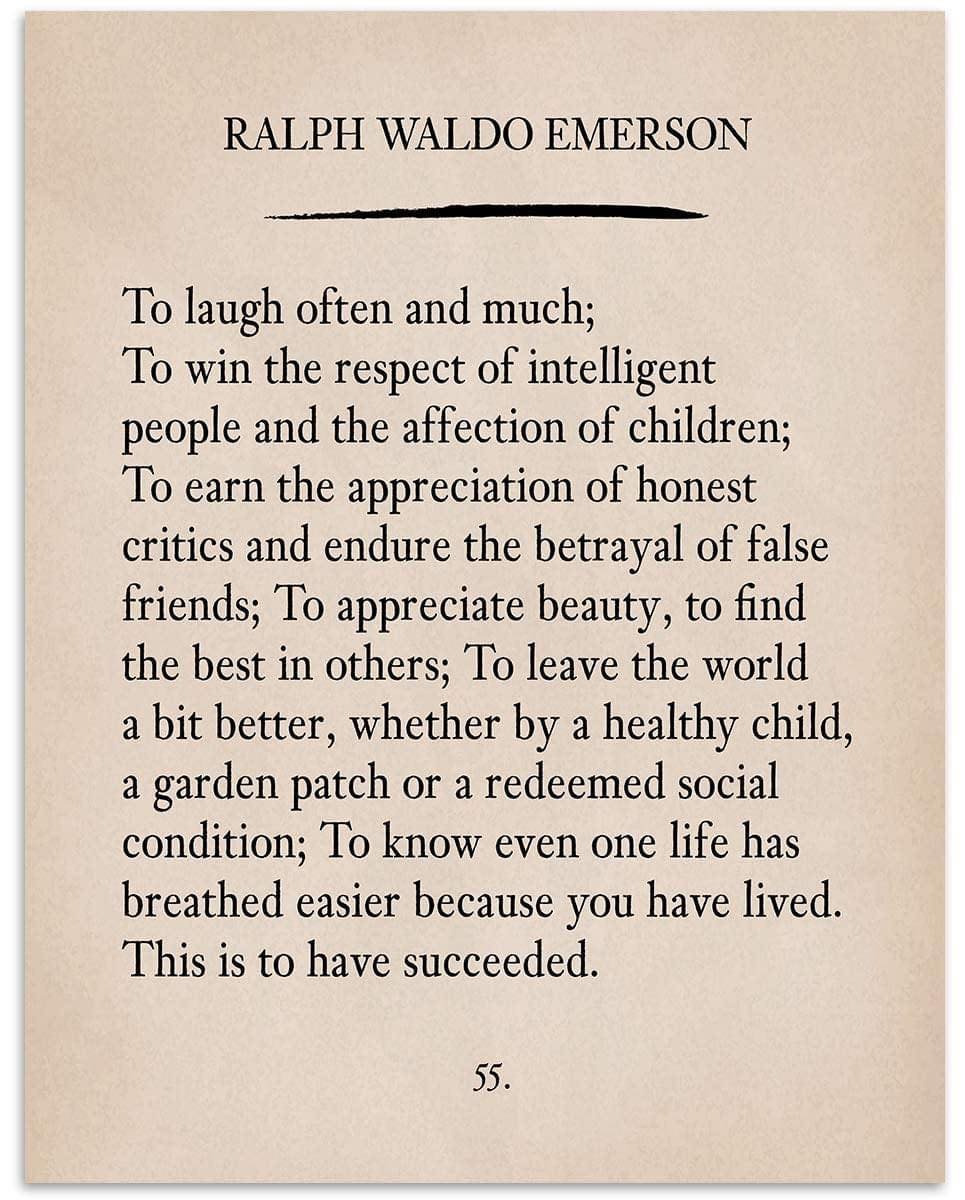 RALPH WALDO EMERSON
To laugh often and much;
To win the respect of intelligent
people and the affection of children;
To earn the appreciation of honest
critics and endure the betrayal of false
friends; To appreciate beauty, to find
the best in others; To leave the world
a bit better, whether by a healthy child,
a garden patch or a redeemed social
condition; To know even one life has
breathed easier because you have lived.
This is to have succeeded.
55.